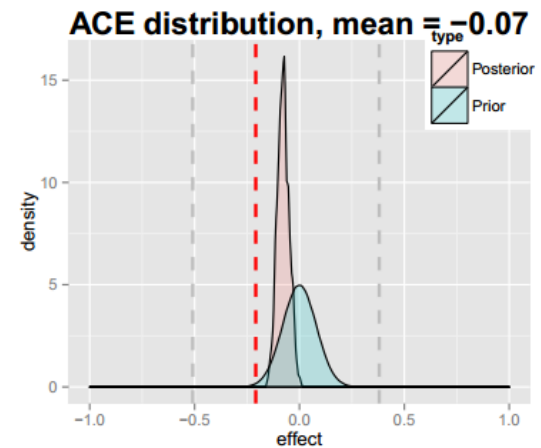 ACE distribution, mean = −0.07
type
Posterior
Prior
15
10
5
0
density
−1.0 −0.5 0.0 0.5 1.0
effect